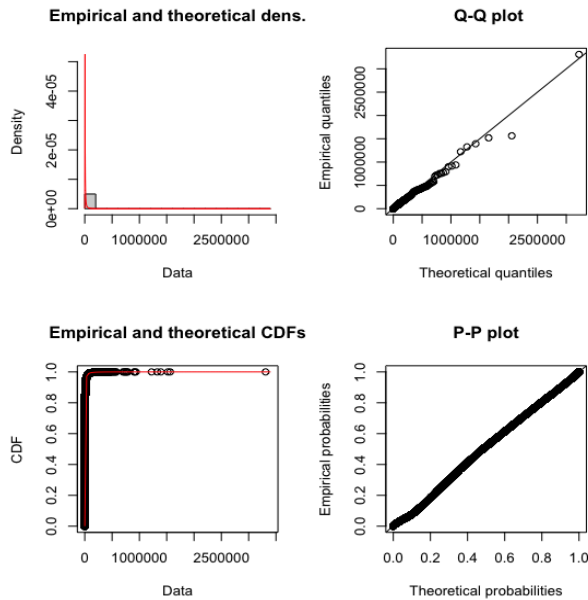 Empirical and theoretical dens.
Density
0e+00 2e-05 4e-05
0 1000000 2500000
Data
Q-Q plot
Empirical quantiles
0 1000000 2500000
0 1000000 2500000
Theoretical quantiles
Empirical and theoretical CDFs
CDF
0.0 0.2 0.4 0.6 0.8 1.0
0 1000000 2500000
Data
P-P plot
Empirical probabilities
0.0 0.2 0.4 0.6 0.8 1.0
0.0 0.2 0.4 0.6 0.8 1.0
Theoretical probabilities